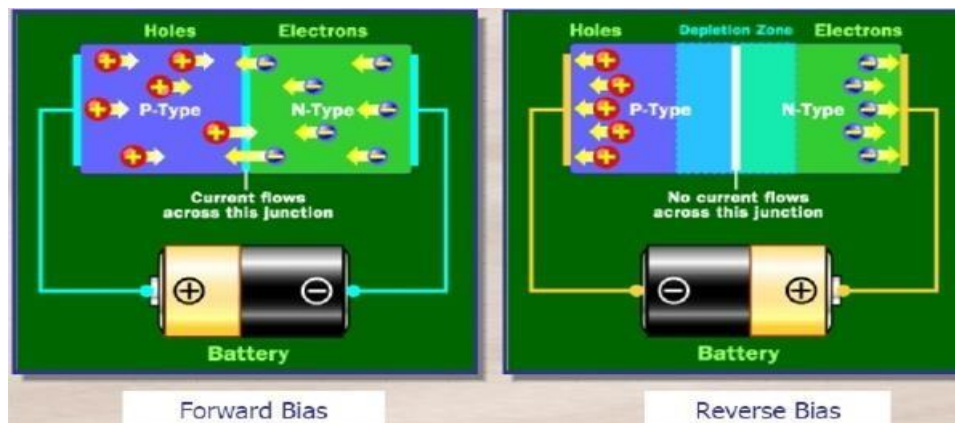 Holes
Electrons
P-Type
N-Type
Current flows
across this junction
+
−
Battery
Forward Bias
Depletion Zone
Holes
Electrons
P-Type
N-Type
No current flows
across this junction
−
+
Battery
Reverse Bias